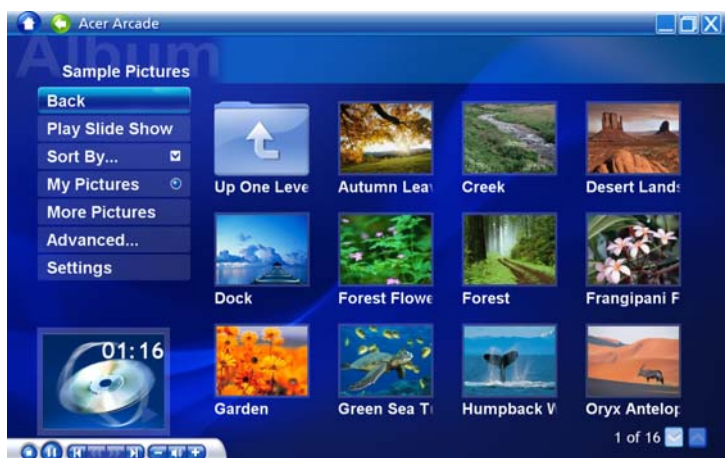 Acer Arcade
Album
Sample Pictures
Back
Play Slide Show
Sort By...
My Pictures
More Pictures
Advanced...
Settings
Up One Leve
Autumn Lea
Creek
Desert Lands
Dock
Forest Flowe
Forest
Frangipani F
Garden
Green Sea T
Humpback W
Oryx Antelop
01:16
1 of 16